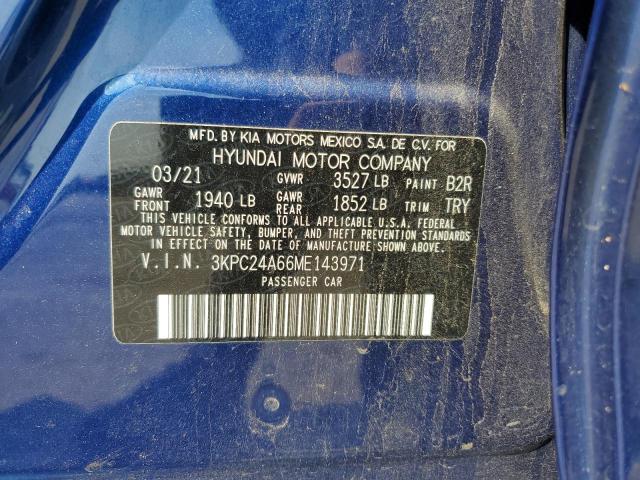 MFD. BY KIA MOTORS MEXICO S.A. DE C.V. FOR
HYUNDAI MOTOR COMPANY
03/21 GVWR 3527 LB PAINT B2R
GAWR FRONT 1940 LB GAWR REAR 1852 LB TRIM TRY
THIS VEHICLE CONFORMS TO ALL APPLICABLE U.S.A. FEDERAL
MOTOR VEHICLE SAFETY, BUMPER, AND THEFT PREVENTION STANDARDS
IN EFFECT ON THE DATE OF MANUFACTURE SHOWN ABOVE.
V.I.N. 3KPC24A66ME143971
PASSENGER CAR